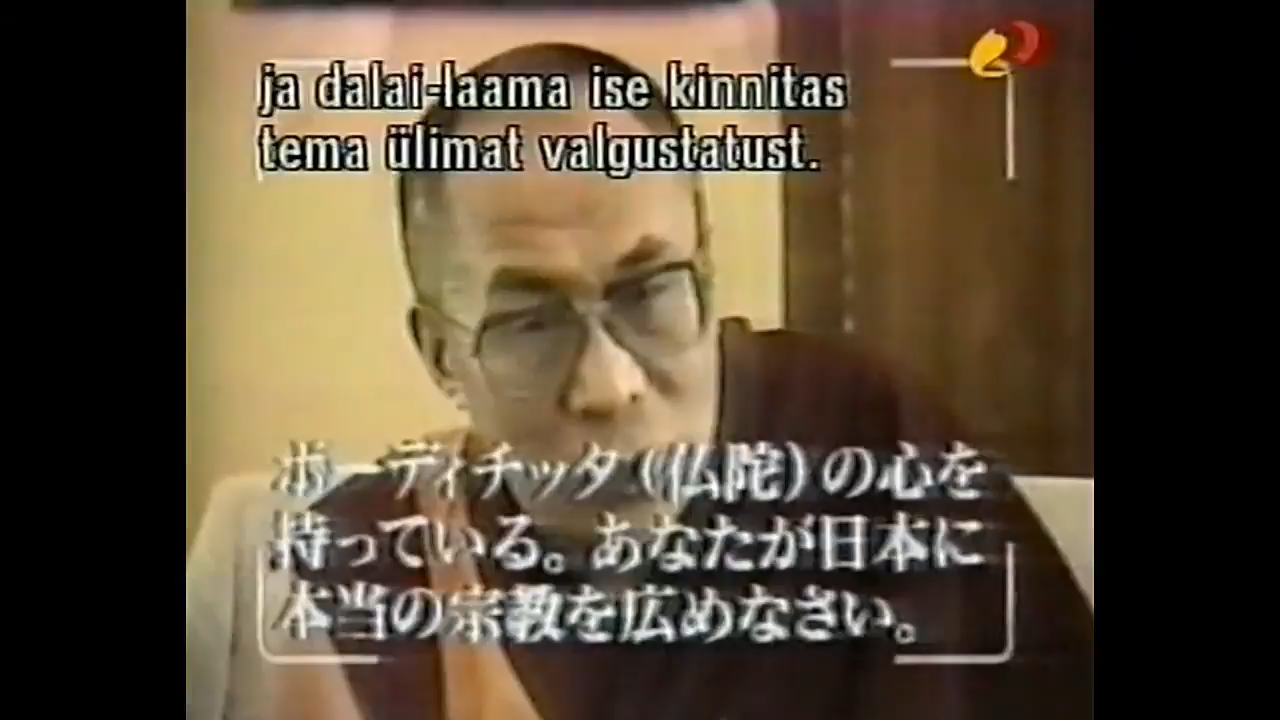 ja dalai-laama ise kinnitas
tema ülimat valgustatust.
ボーディチッタ(仏陀)の心を
持っている。あなたが日本に
本当の宗教を広めなさい。